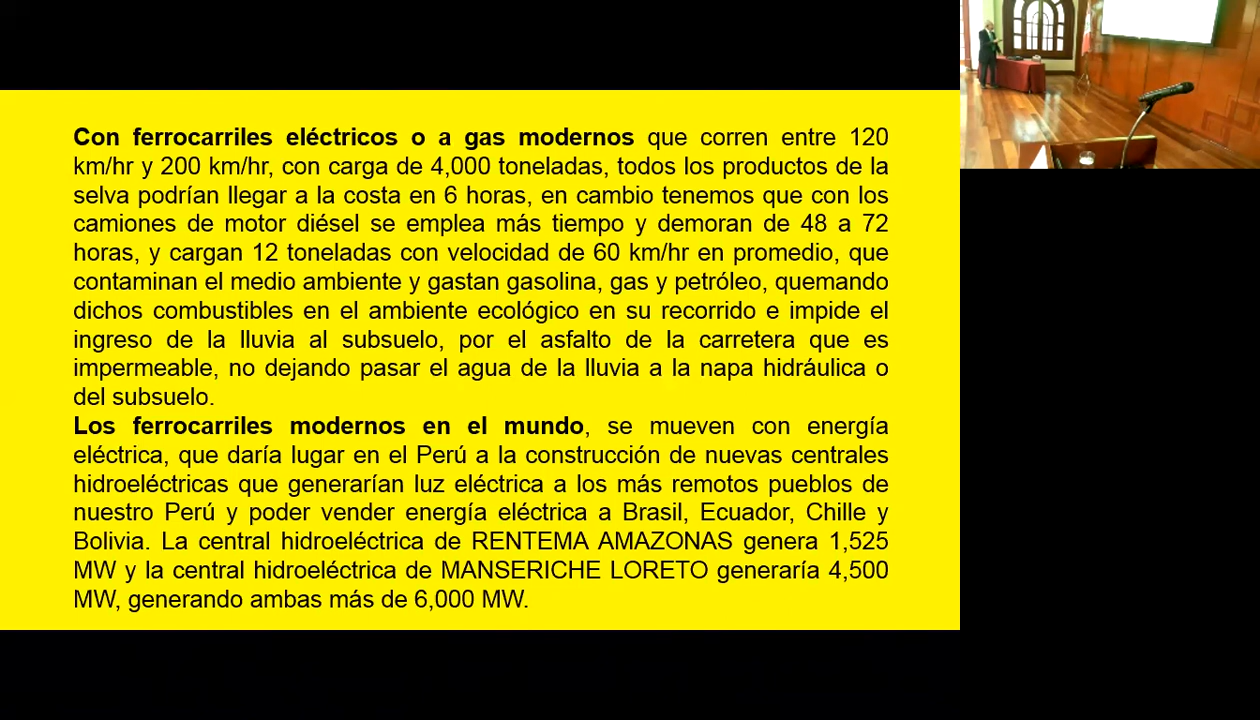 Con ferrocarriles eléctricos o a gas modernos que corren entre 120
km/hr y 200 km/hr, con carga de 4,000 toneladas, todos los productos de la
selva podrían llegar a la costa en 6 horas, en cambio tenemos que con los
camiones de motor diésel se emplea más tiempo y demoran de 48 a 72
horas, y cargan 12 toneladas con velocidad de 60 km/hr en promedio, que
contaminan el medio ambiente y gastan gasolina, gas y petróleo, quemando
dichos combustibles en el ambiente ecológico en su recorrido e impide el
ingreso de la lluvia al subsuelo, por el asfalto de la carretera que es
impermeable, no dejando pasar el agua de la lluvia a la napa hidráulica o
del subsuelo.
Los ferrocarriles modernos en el mundo, se mueven con energía
eléctrica, que daría lugar en el Perú a la construcción de nuevas centrales
hidroeléctricas que generarían luz eléctrica a los más remotos pueblos de
nuestro Perú y poder vender energía eléctrica a Brasil, Ecuador, Chille y
Bolivia. La central hidroeléctrica de RENTEMA AMAZONAS genera 1,525
MW y la central hidroeléctrica de MANSERICHE LORETO generaría 4,500
MW, generando ambas más de 6,000 MW.